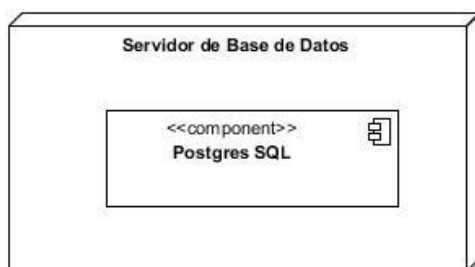 Servidor de Base de Datos
<<component>>
Postgres SQL